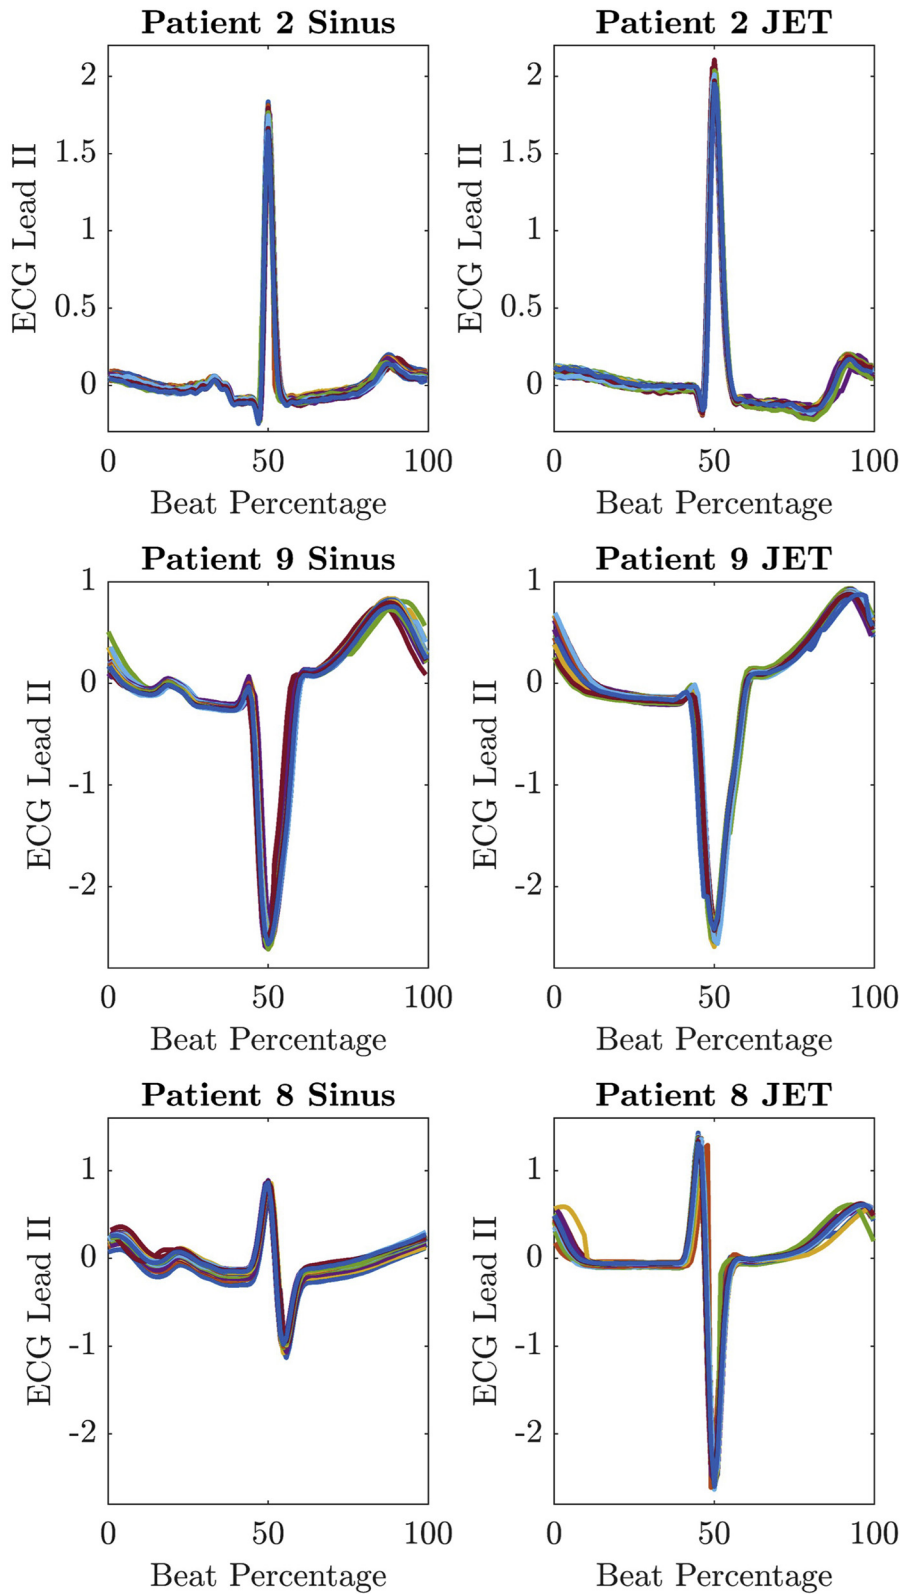 Patient 2 Sinus
2
1.5
1
0.5
0
ECG Lead II
0 50 100
Beat Percentage
Patient 2 JET
2
1.5
1
0.5
0
ECG Lead II
0 50 100
Beat Percentage
Patient 9 Sinus
1
0
-1
-2
ECG Lead II
0 50 100
Beat Percentage
Patient 9 JET
1
0
-1
-2
ECG Lead II
0 50 100
Beat Percentage
Patient 8 Sinus
1
0
-1
-2
ECG Lead II
0 50 100
Beat Percentage
Patient 8 JET
1
0
-1
-2
ECG Lead II
0 50 100
Beat Percentage